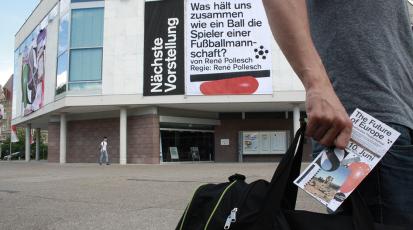 Nächste
Vorstellung
Was hält uns
zusammen
wie ein Ball die
Spieler einer
Fußballmann-
schaft?
von René Pollesch
Regie: René Pollesch
The Future
of Europe
10. Juni